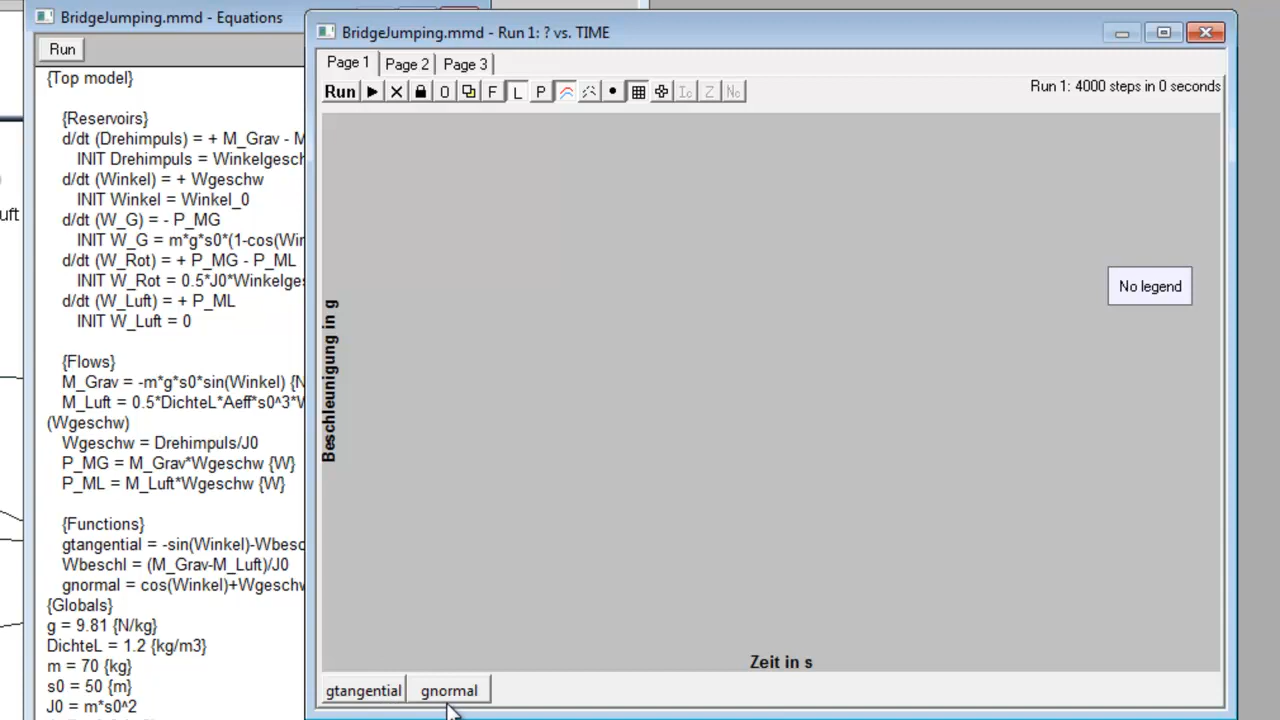 BridgeJumping.mmd - Equations
Run
{Top model}
{Reservoirs}
d/dt (Drehimpuls) = + M_Grav - M
INIT Drehimpuls = Winkelgesch
d/dt (Winkel) = + Wgeschw
INIT Winkel = Winkel_0
d/dt (W_G) = - P_MG
INIT W_G = m*g*s0*(1-cos(Win
d/dt (W_Rot) = + P_MG - P_ML
INIT W_Rot = 0.5*J0*Winkelges
d/dt (W_Luft) = + P_ML
INIT W_Luft = 0
{Flows}
M_Grav = -m*g*s0*sin(Winkel) {N
M_Luft = 0.5*DichteL*Aeff*s0^3*W
(Wgeschw)
Wgeschw = Drehimpuls/J0
P_MG = M_Grav*Wgeschw {W}
P_ML = M_Luft*Wgeschw {W}
{Functions}
gtangential = -sin(Winkel)-Wbesc
Wbeschl = (M_Grav-M_Luft)/J0
gnormal = cos(Winkel)+Wgeschw
{Globals}
g = 9.81 {N/kg}
DichteL = 1.2 {kg/m3}
m = 70 {kg}
s0 = 50 {m}
J0 = m*s0^2
uft
BridgeJumping.mmd - Run 1: ? vs. TIME
Page 1 Page 2 Page 3
Run 0 F L P Ic Z Nc
Run 1: 4000 steps in 0 seconds
No legend
Beschleunigung in g
Zeit in s
gtangential gnormal